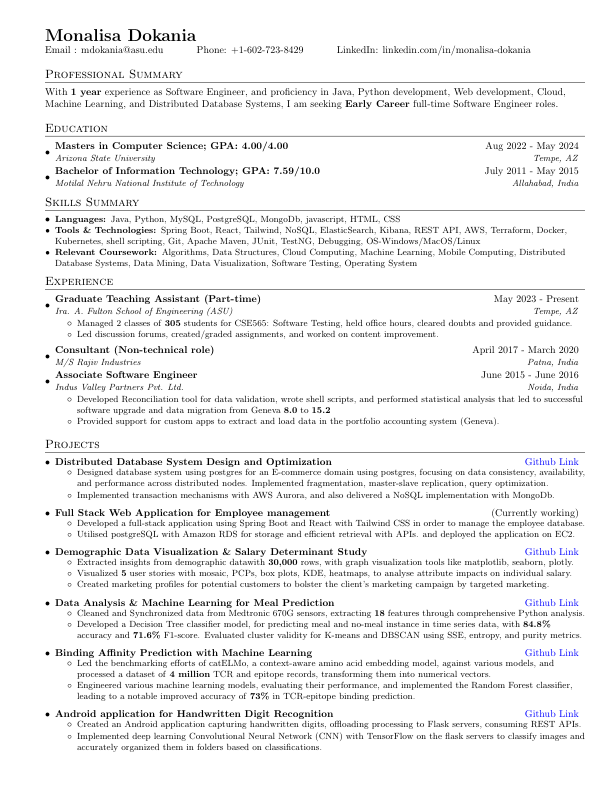 Monalisa Dokania
Email : mdokania@asu.edu Phone: +1-602-723-8429 LinkedIn: linkedin.com/in/monalisa-dokania
Professional Summary
With 1 year experience as Software Engineer, and proficiency in Java, Python development, Web development, Cloud,
Machine Learning, and Distributed Database Systems, I am seeking Early Career full-time Software Engineer roles.
Education
• Masters in Computer Science; GPA: 4.00/4.00 Aug 2022 - May 2024
Arizona State University Tempe, AZ
• Bachelor of Information Technology; GPA: 7.59/10.0 July 2011 - May 2015
Motilal Nehru National Institute of Technology Allahabad, India
Skills Summary
• Languages: Java, Python, MySQL, PostgreSQL, MongoDb, javascript, HTML, CSS
• Tools & Technologies: Spring Boot, React, Tailwind, NoSQL, ElasticSearch, Kibana, REST API, AWS, Terraform, Docker,
Kubernetes, shell scripting, Git, Apache Maven, JUnit, TestNG, Debugging, OS-Windows/MacOS/Linux
• Relevant Coursework: Algorithms, Data Structures, Cloud Computing, Machine Learning, Mobile Computing, Distributed
Databases Systems, Data Mining, Data Visualization, Software Testing, Operating System
Experience
• Graduate Teaching Assistant (Part-time) May 2023 - Present
Ira. A. Fulton School of Engineering (ASU) Tempe, AZ
◦ Managed 2 classes of 305 students for CSE565: Software Testing, held office hours, cleared doubts and provided guidance.
◦ Led discussion forums, created/graded assignments, and worked on content improvement.
• Consultant (Non-technical role) April 2017 - March 2020
M/S Rajiv Industries Patna, India
• Associate Software Engineer June 2015 - June 2016
Indus Valley Partners Pvt. Ltd. Noida, India
◦ Developed Reconciliation tool for data validation, wrote shell scripts, and performed statistical analysis that led to successful
software upgrade and data migration from Geneva 8.0 to 15.2
◦ Provided support for custom apps to extract and load data in the portfolio accounting system (Geneva).
Projects
• Distributed Database System Design and Optimization Github Link
◦ Designed database system using postgres for an E-commerce domain using postgres, focusing on data consistency, availability,
and performance across distributed nodes. Implemented fragmentation, master-slave replication, query optimization.
◦ Implemented transaction mechanisms with AWS Aurora, and also delivered a NoSQL implementation with MongoDb.
• Full Stack Web Application for Employee management (Currently working)
◦ Developed a full-stack application using Spring Boot and React with Tailwind CSS in order to manage the employee database.
◦ Utilised postgreSQL with Amazon RDS for storage and efficient retrieval with APIs. and deployed the application on EC2.
• Demographic Data Visualization & Salary Determinant Study Github Link
◦ Extracted insights from demographic datawith 30,000 rows, with graph visualization tools like matplotlib, seaborn, plotly.
◦ Visualized 5 user stories with mosaic, PCPs, box plots, KDE, heatmaps, to analyse attribute impacts on individual salary.
◦ Created marketing profiles for potential customers to bolster the client's marketing campaign by targeted marketing.
• Data Analysis & Machine Learning for Meal Prediction Github Link
◦ Cleaned and Synchronized data from Medtronic 670G sensors, extracting 18 features through comprehensive Python analysis.
◦ Developed a Decision Tree classifier model, for predicting meal and no-meal instance in time series data, with 84.8%
accuracy and 71.6% F1-score. Evaluated cluster validity for K-means and DBSCAN using SSE, entropy, and purity metrics.
• Binding Affinity Prediction with Machine Learning Github Link
◦ Led the benchmarking efforts of catELMo, a context-aware amino acid embedding model, against various models, and
processed a dataset of 4 million TCR and epitope records, transforming them into numerical vectors.
◦ Engineered various machine learning models, evaluating their performance, and implemented the Random Forest classifier,
leading to a notable improved accuracy of 73% in TCR-epitope binding prediction.
• Android application for Handwritten Digit Recognition Github Link
◦ Created an Android application capturing handwritten digits, offloading processing to Flask servers, consuming REST APIs.
◦ Implemented deep learning Convolutional Neural Network (CNN) with TensorFlow on the flask servers to classify images and
accurately organized them in folders based on classifications.